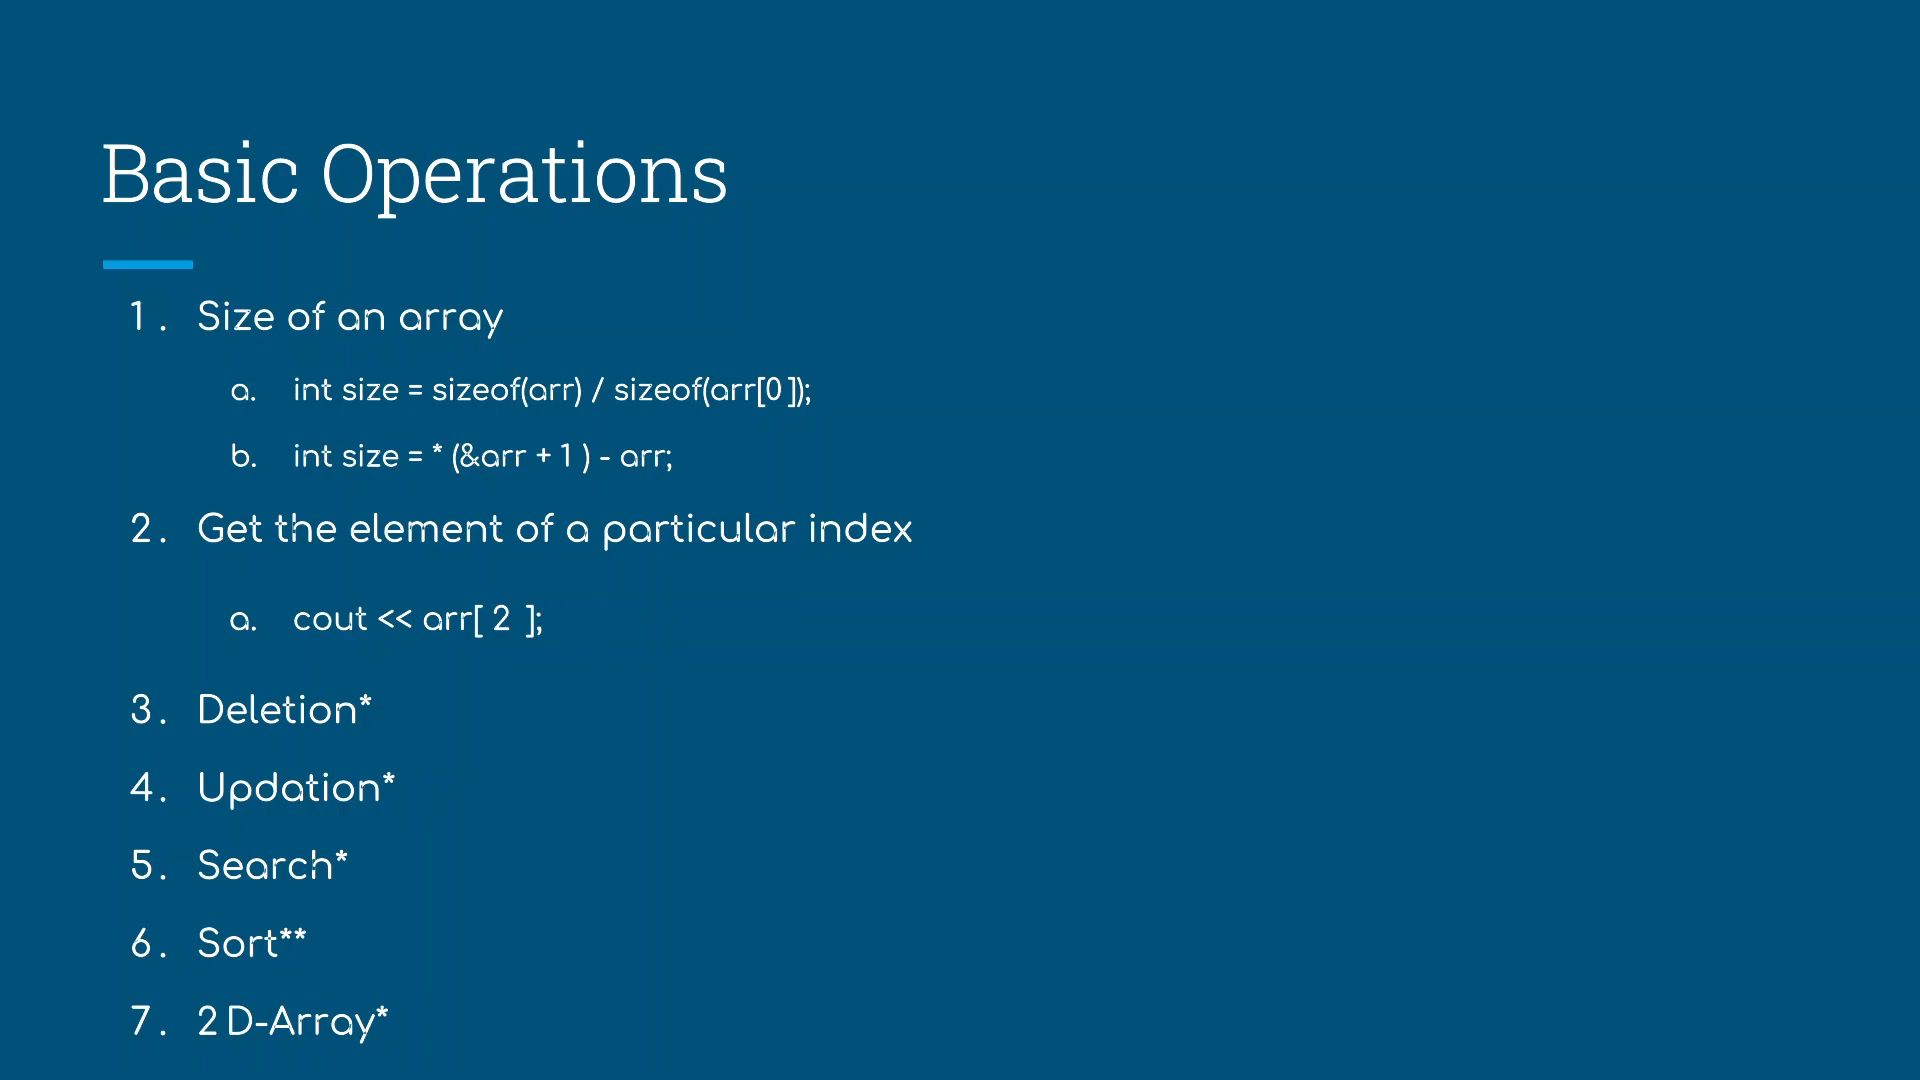 Basic Operations
1. Size of an array
a. int size = sizeof(arr) / sizeof(arr[0]);
b. int size = * (&arr + 1 ) - arr;
2. Get the element of a particular index
a. cout << arr[ 2 ];
3. Deletion*
4. Updation*
5. Search*
6. Sort**
7. 2D-Array*